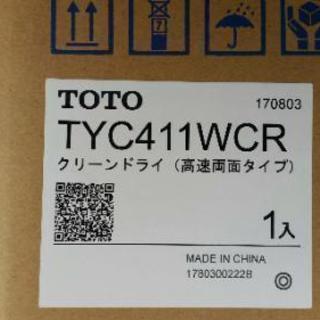 TOTO 170803
TYC411WCR
クリーンドライ（高速両面タイプ）
1入
MADE IN CHINA
1780300222B